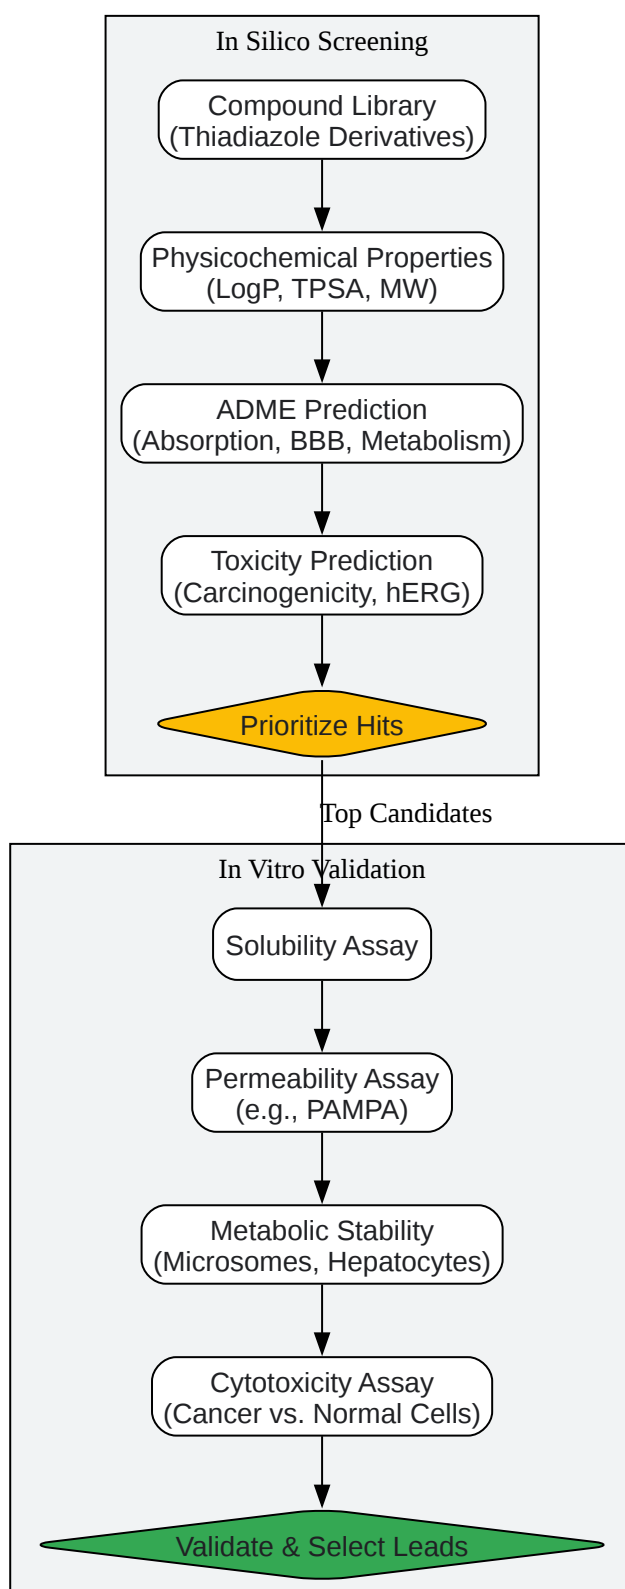 In Silico Screening
Compound Library
(Thiadiazole Derivatives)
Physicochemical Properties
(LogP, TPSA, MW)
ADME Prediction
(Absorption, BBB, Metabolism)
Toxicity Prediction
(Carcinogenicity, hERG)
Prioritize Hits
Top Candidates
In Vitro Validation
Solubility Assay
Permeability Assay
(e.g., PAMPA)
Metabolic Stability
(Microsomes, Hepatocytes)
Cytotoxicity Assay
(Cancer vs. Normal Cells)
Validate & Select Leads